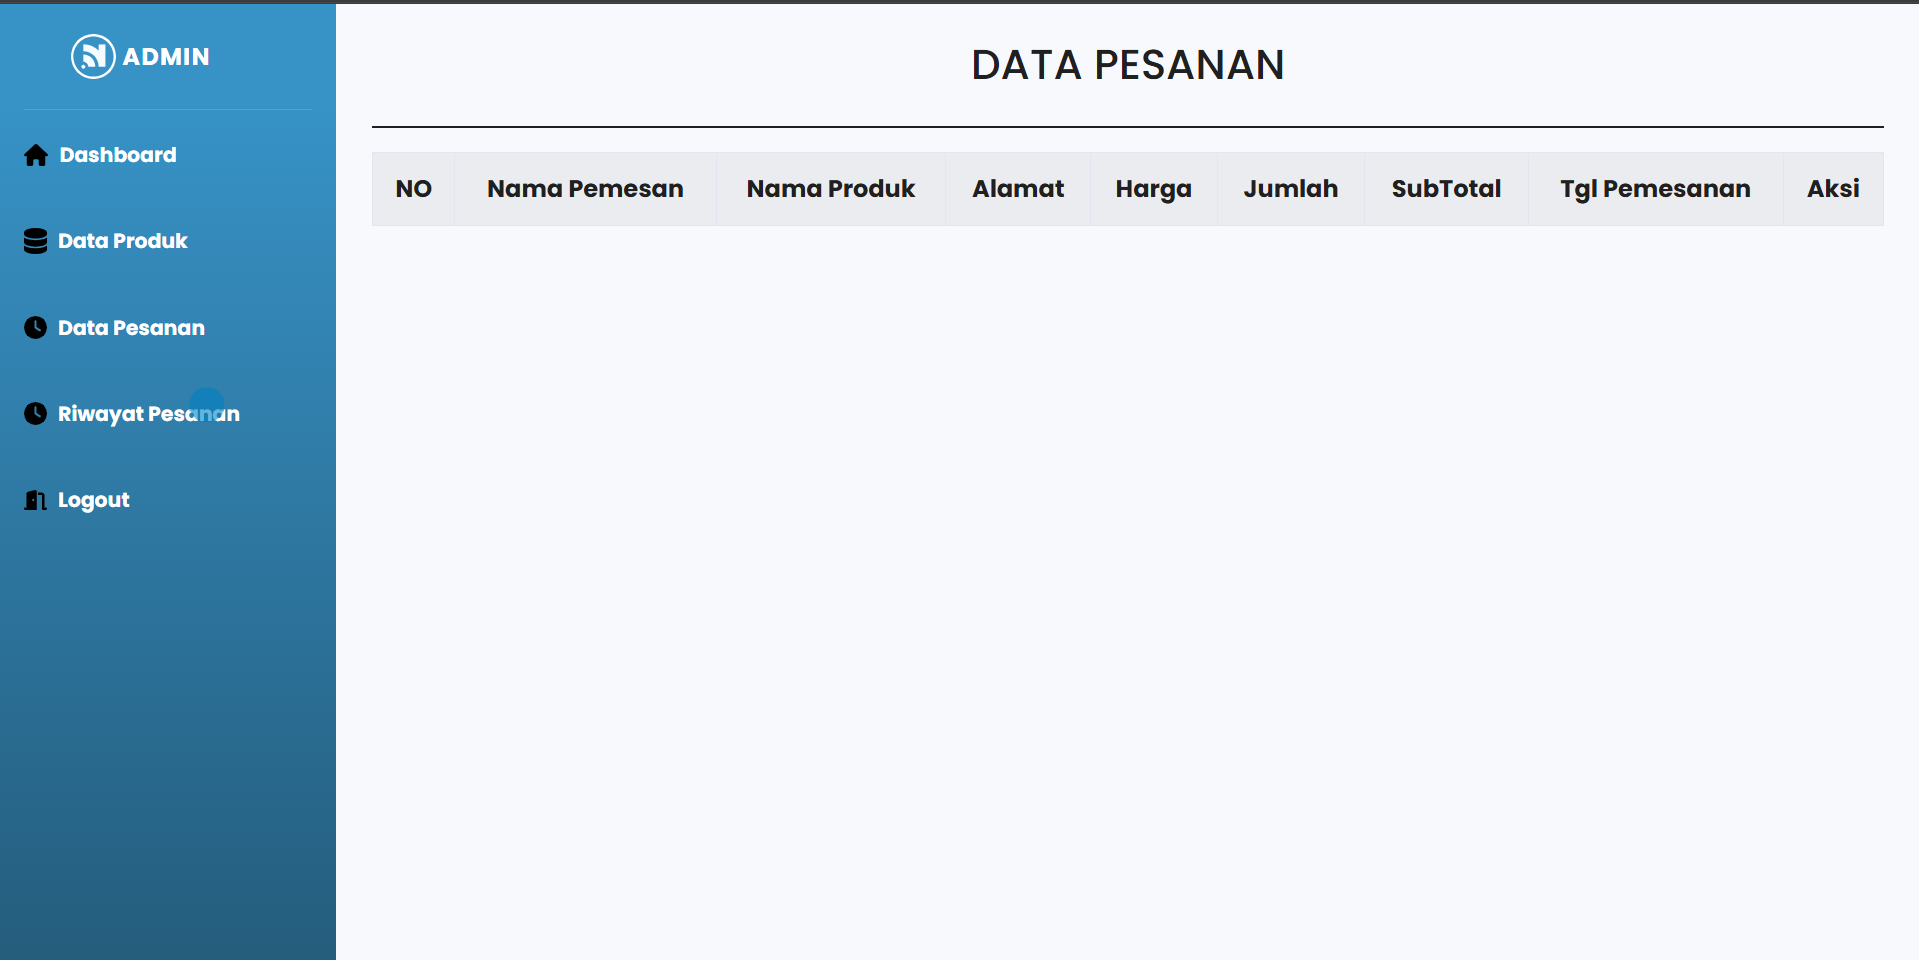 ADMIN
Dashboard
Data Produk
Data Pesanan
Riwayat Pesanan
Logout
DATA PESANAN
NO Nama Pemesan Nama Produk Alamat Harga Jumlah SubTotal Tgl Pemesanan Aksi